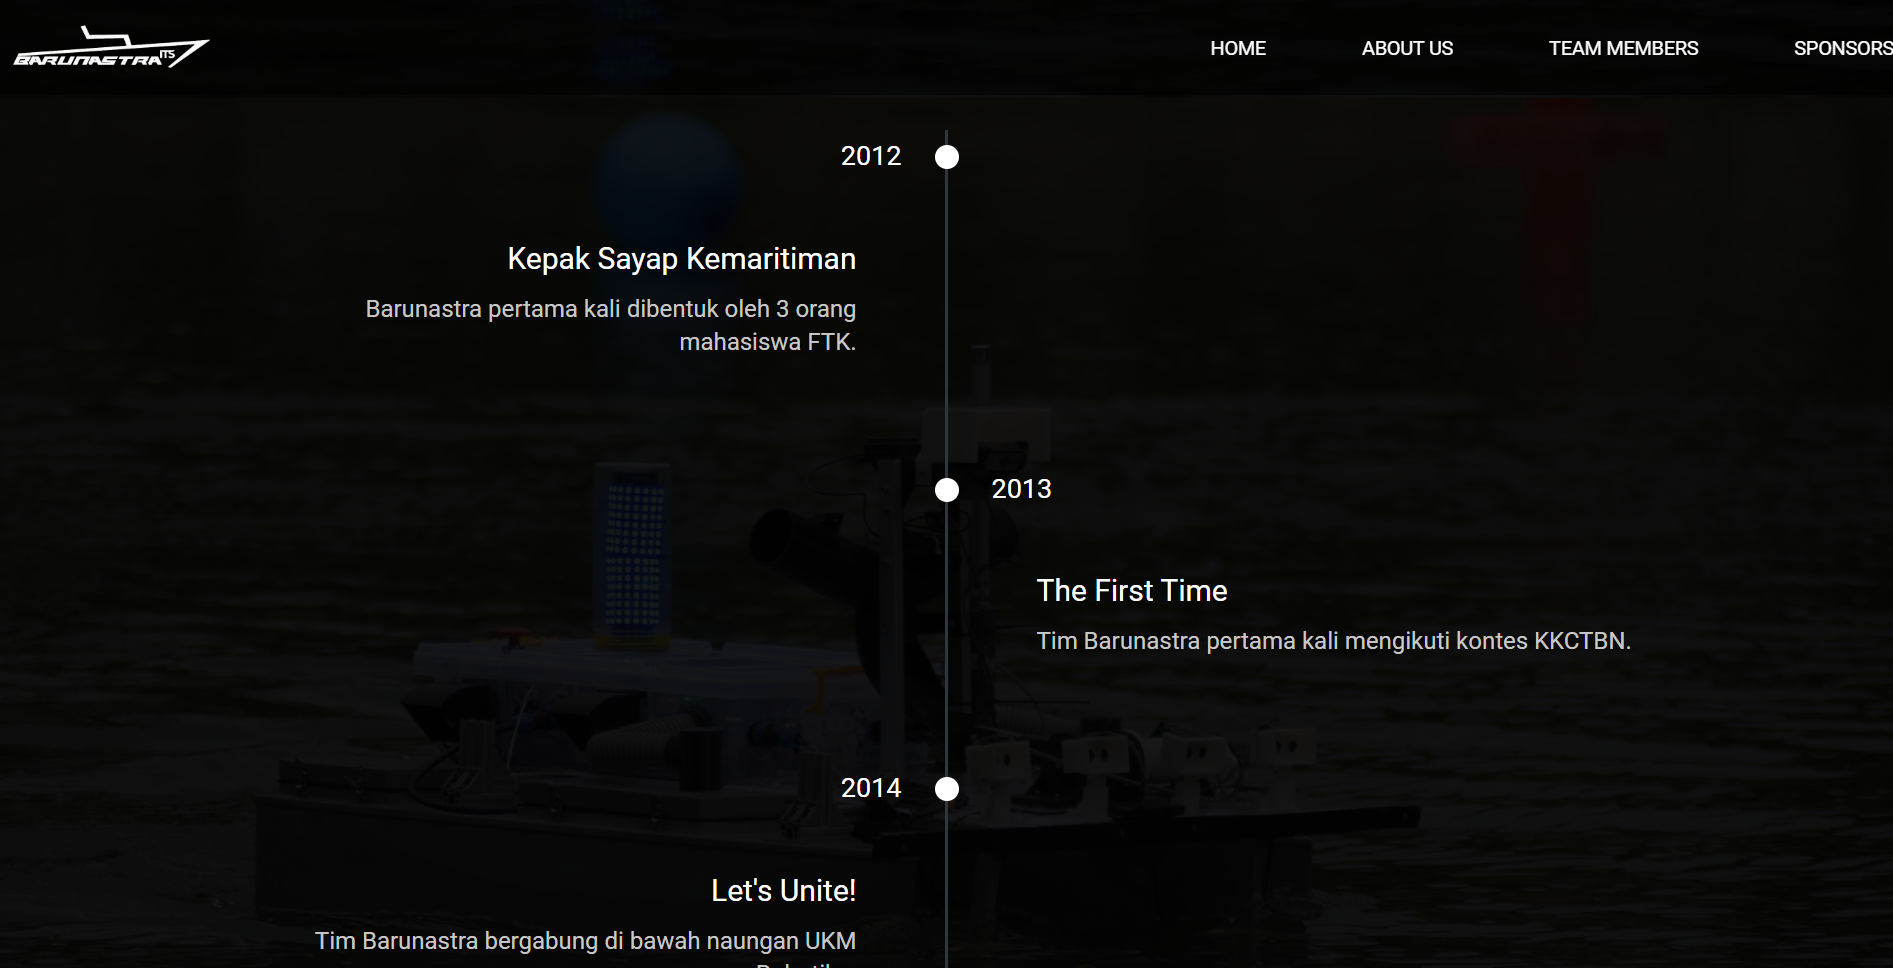 BARUNASTRA ITS
HOME ABOUT US TEAM MEMBERS SPONSORS
2012
Kepak Sayap Kemaritiman
Barunastra pertama kali dibentuk oleh 3 orang
mahasiswa FTK.
2013
The First Time
Tim Barunastra pertama kali mengikuti kontes KKCTBN.
2014
Let's Unite!
Tim Barunastra bergabung di bawah naungan UKM